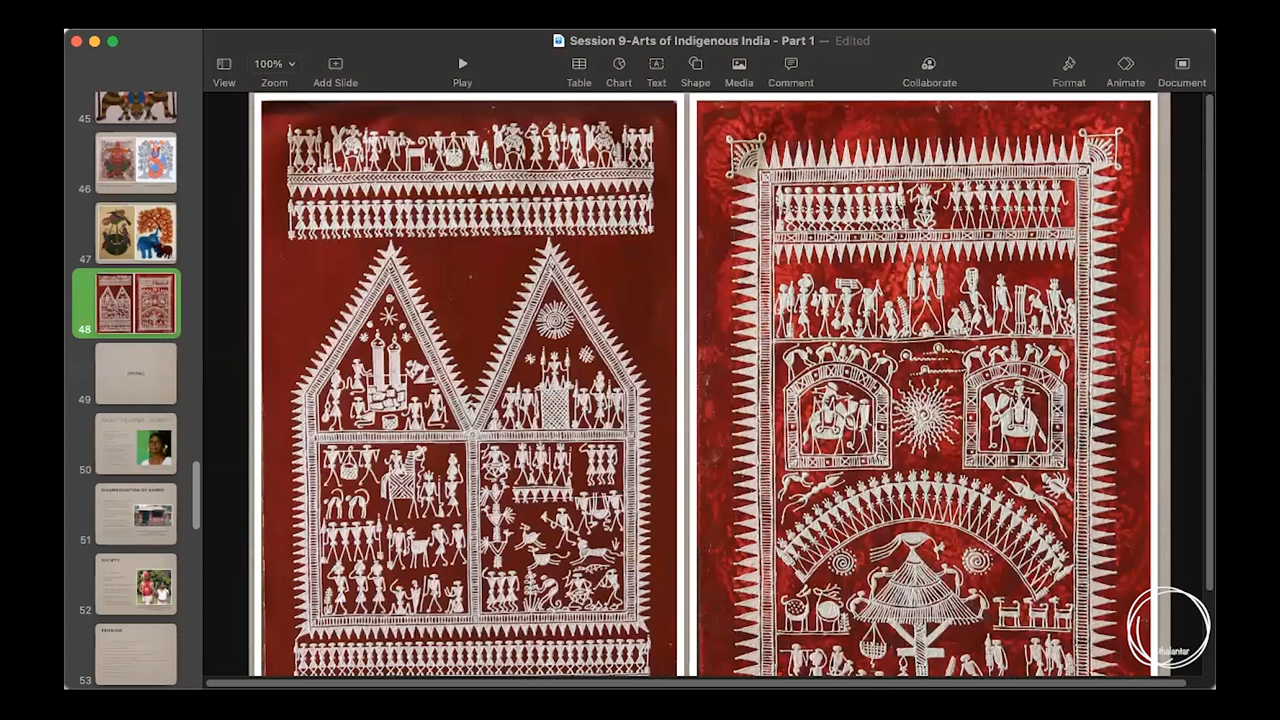 Session 9-Arts of Indigenous India - Part 1 — Edited
100%
View
Zoom
Add Slide
Play
Table
Chart
Text
Shape
Media
Comment
Collaborate
Format
Animate
Document
45
46
47
48
49
50
51
52
SOCIETY
53